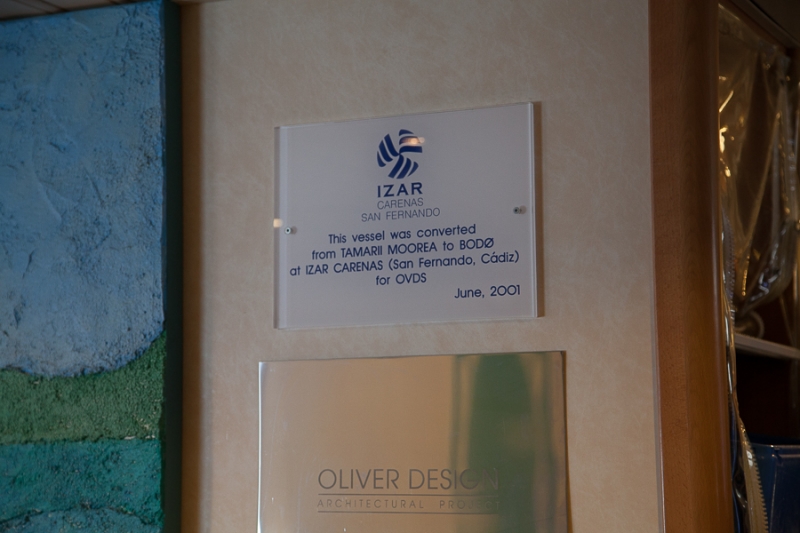 IZAR
CARENAS
SAN FERNANDO
This vessel was converted
from TAMARII MOOREA to BODØ
at IZAR CARENAS (San Fernando, Cádiz)
for OVDS
June, 2001
OLIVER DESIGN
ARCHITECTURAL PROJECT